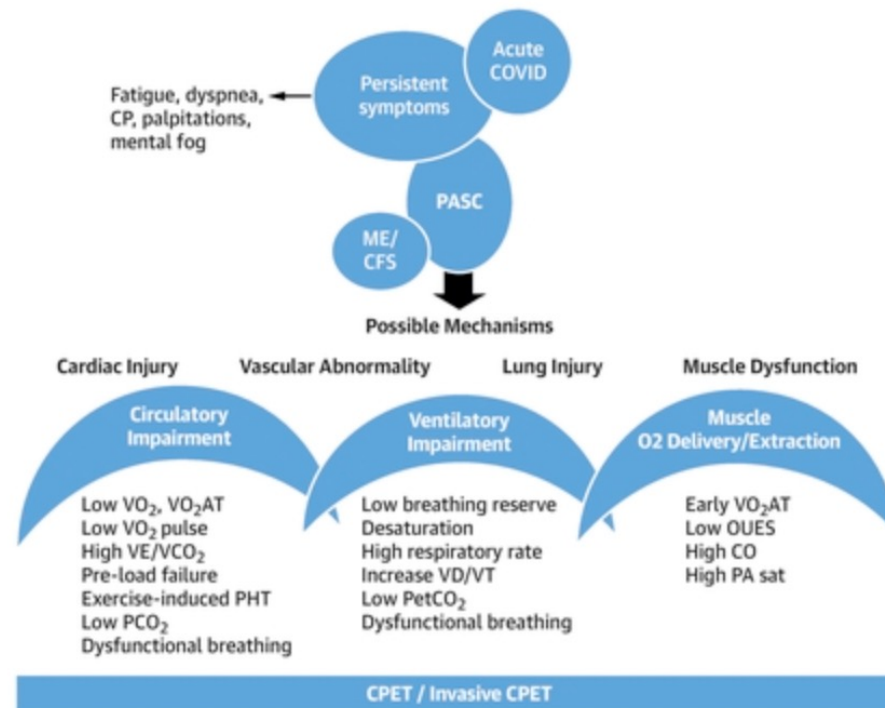 Acute
COVID
Persistent
symptoms
Fatigue, dyspnea,
CP, palpitations,
mental fog
PASC
ME/
CFS
Possible Mechanisms
Cardiac Injury
Vascular Abnormality
Lung Injury
Muscle Dysfunction
Circulatory
Impairment
Low VO₂, VO₂AT
Low VO₂ pulse
High VE/VCO₂
Pre-load failure
Exercise-induced PHT
Low PCO₂
Dysfunctional breathing
Ventilatory
Impairment
Low breathing reserve
Desaturation
High respiratory rate
Increase VD/VT
Low PetCO₂
Dysfunctional breathing
Muscle
O2 Delivery/Extraction
Early VO₂AT
Low OUES
High CO
High PA sat
CPET / Invasive CPET